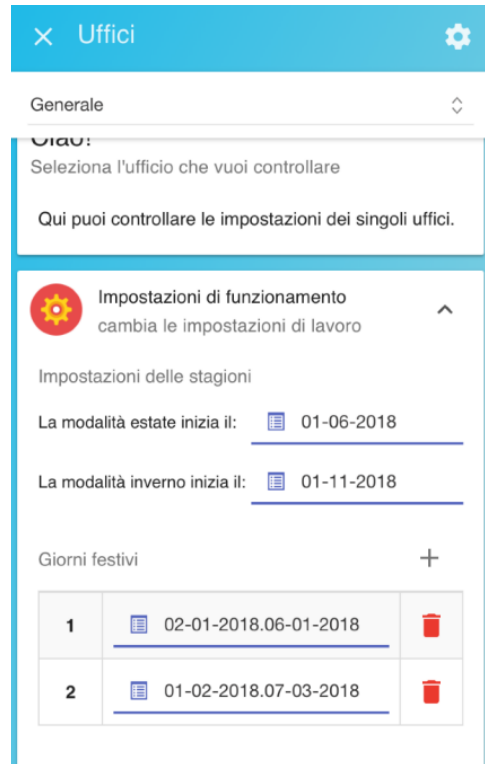 Uffici
Generale
Ciao!
Seleziona l'ufficio che vuoi controllare
Qui puoi controllare le impostazioni dei singoli uffici.
Impostazioni di funzionamento
cambia le impostazioni di lavoro
Impostazioni delle stagioni
La modalità estate inizia il: 01-06-2018
La modalità inverno inizia il: 01-11-2018
Giorni festivi
1 02-01-2018.06-01-2018
2 01-02-2018.07-03-2018